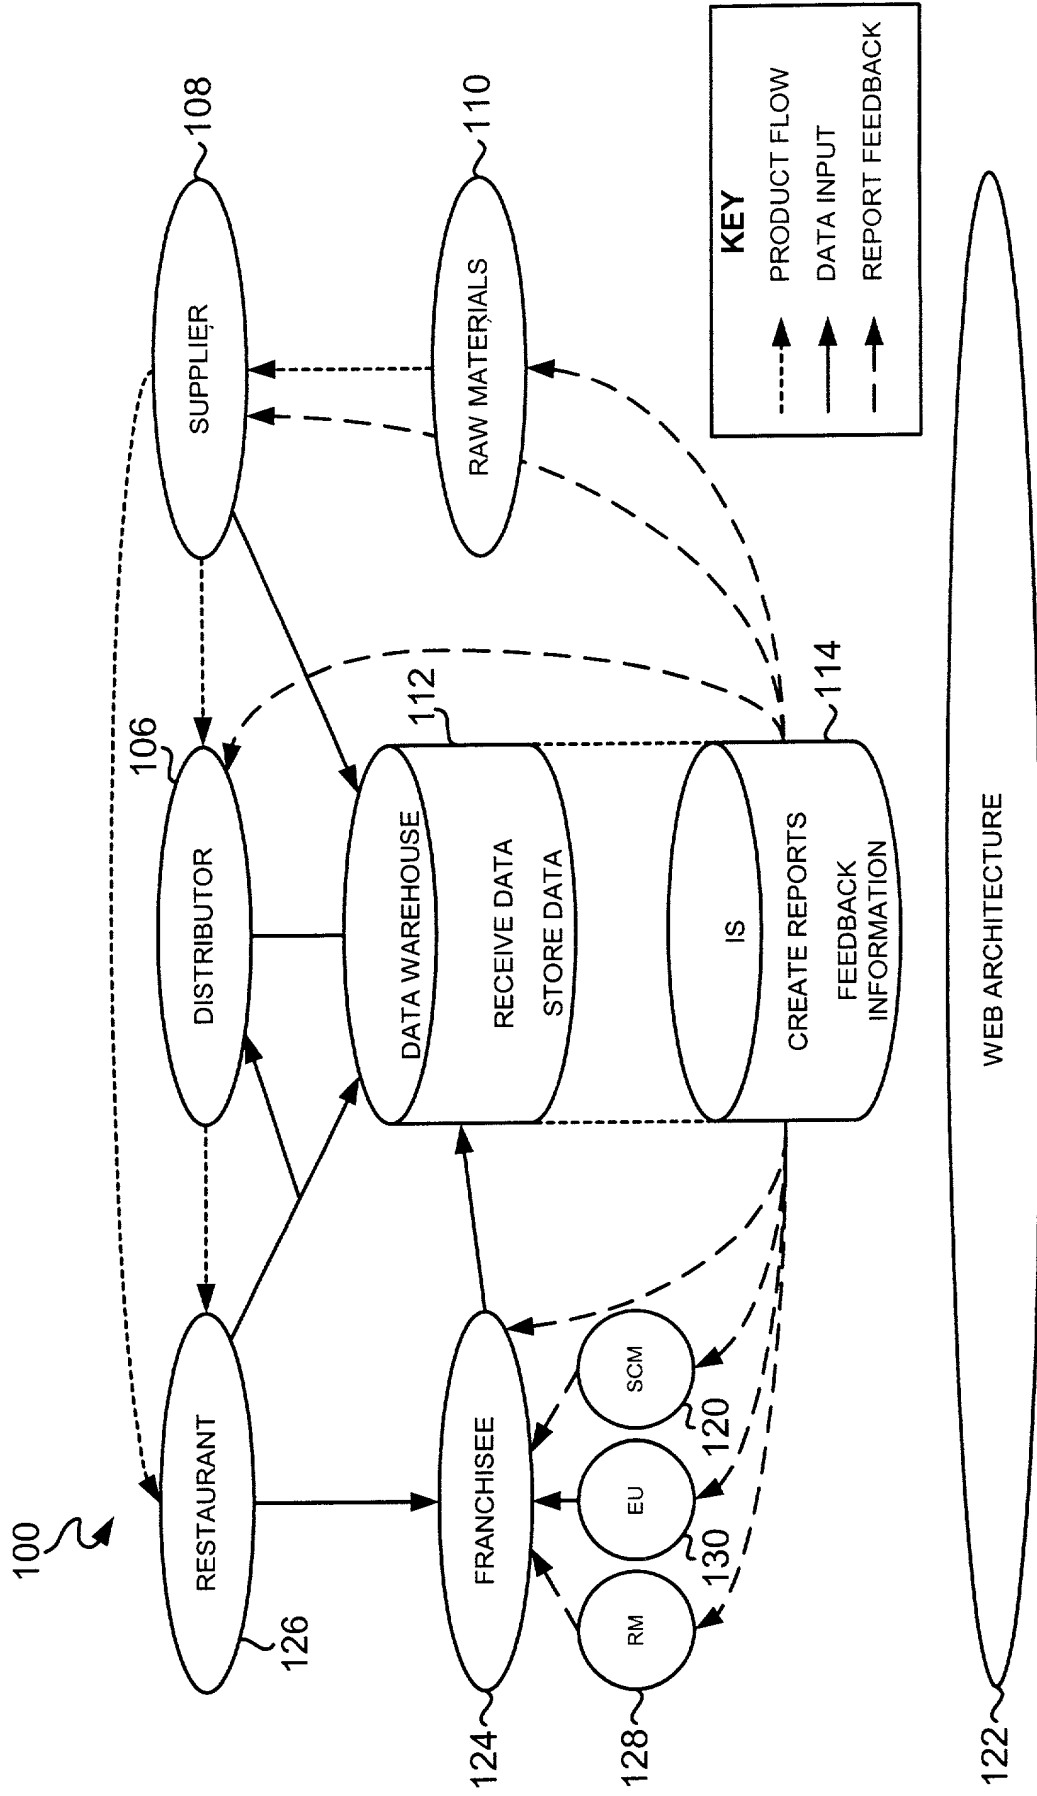 100
126
RESTAURANT
106
DISTRIBUTOR
108
SUPPLIER
124
FRANCHISEE
128
RM
130
EU
120
SCM
112
DATA WAREHOUSE
RECEIVE DATA
STORE DATA
110
RAW MATERIALS
114
IS
CREATE REPORTS
FEEDBACK
INFORMATION
KEY
PRODUCT FLOW
DATA INPUT
REPORT FEEDBACK
122
WEB ARCHITECTURE